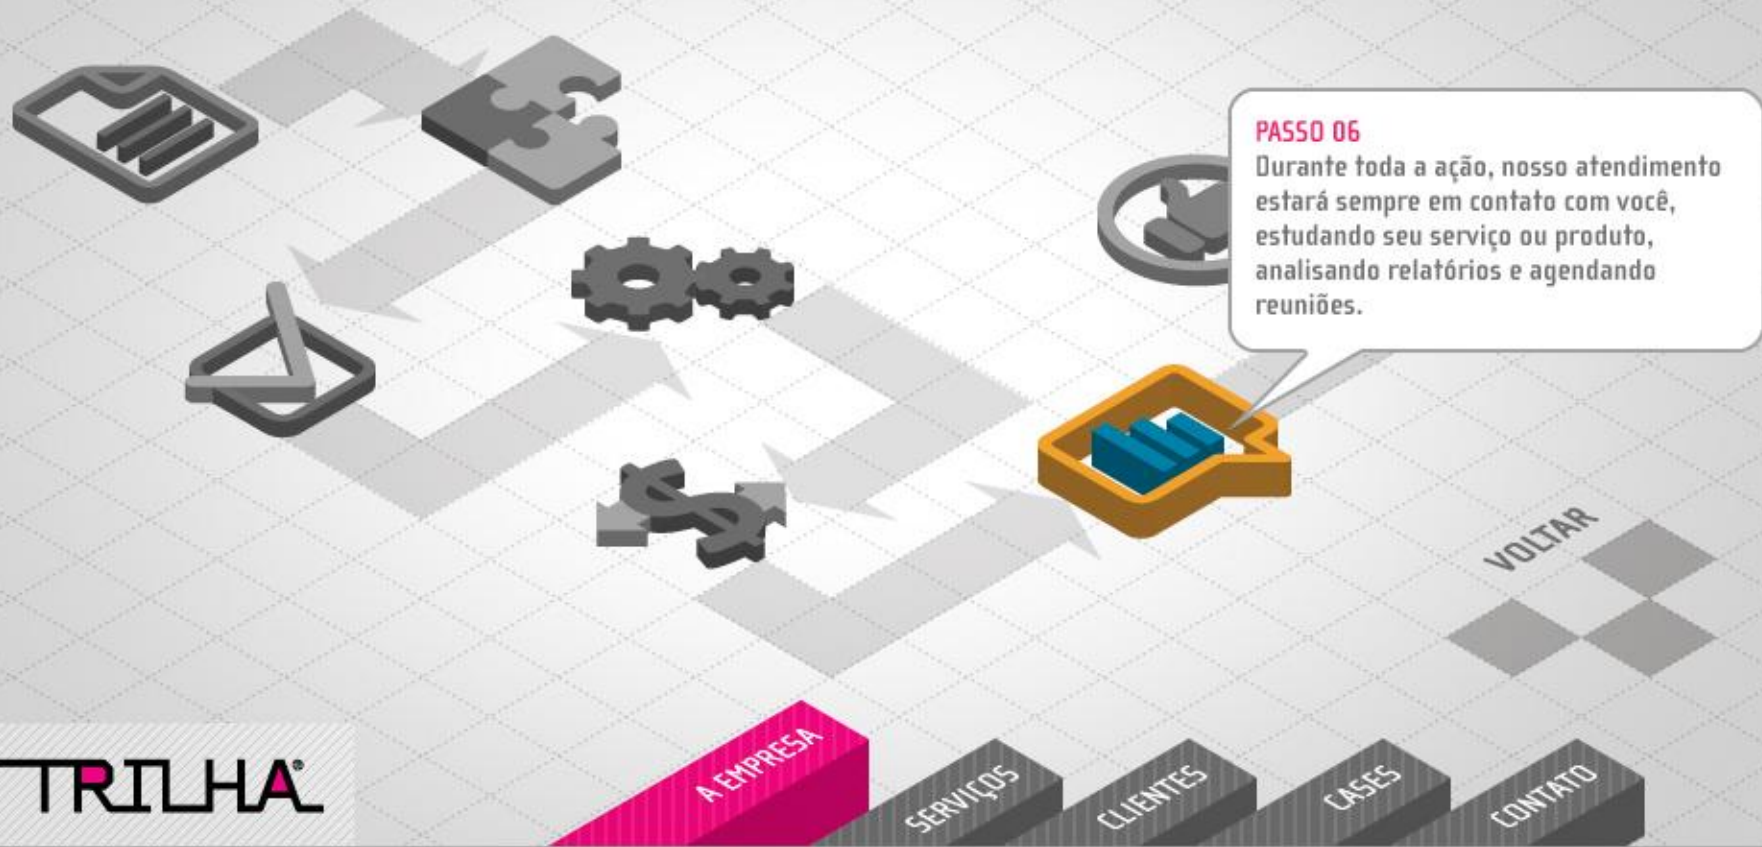 PASSO 06
Durante toda a ação, nosso atendimento
estará sempre em contato com você,
estudando seu serviço ou produto,
analisando relatórios e agendando
reuniões.
VOLTAR
TRILHA®
A EMPRESA
SERVIÇOS
CLIENTES
CASES
CONTATO